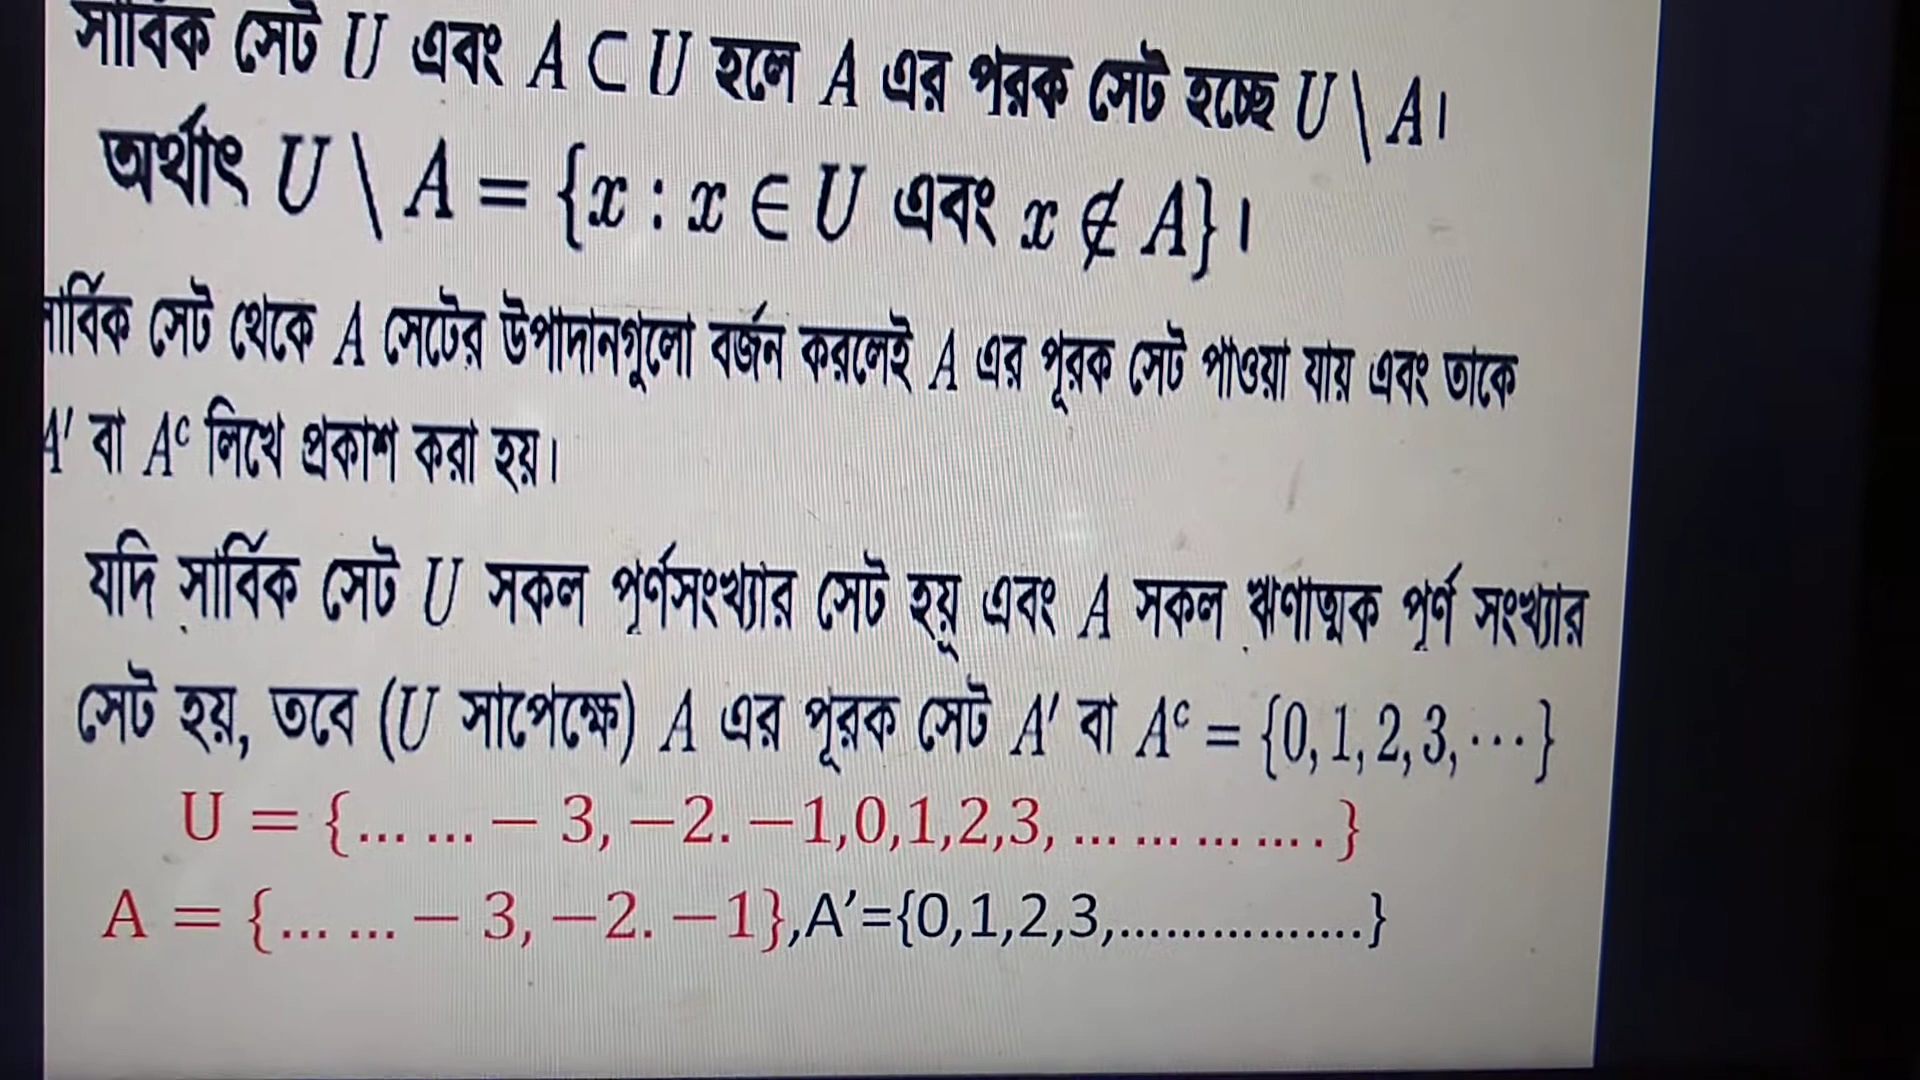 সার্বিক সেট U এবং A ⊂ U হলে A এর পূরক সেট হচ্ছে U \ A।
অর্থাৎ U \ A = {x : x ∈ U এবং x ∉ A}।
সার্বিক সেট থেকে A সেটের উপাদানগুলো বর্জন করলেই A এর পূরক সেট পাওয়া যায় এবং তাকে
A′ বা Aᶜ লিখে প্রকাশ করা হয়।
যদি সার্বিক সেট U সকল পূর্ণসংখ্যার সেট হয় এবং A সকল ঋণাত্মক পূর্ণ সংখ্যার
সেট হয়, তবে (U সাপেক্ষে) A এর পূরক সেট A′ বা Aᶜ = {0, 1, 2, 3, ⋯}
U = {… … − 3, −2. −1,0,1,2,3, … … … … .}
A = {… … − 3, −2. −1},A′={0,1,2,3,................}